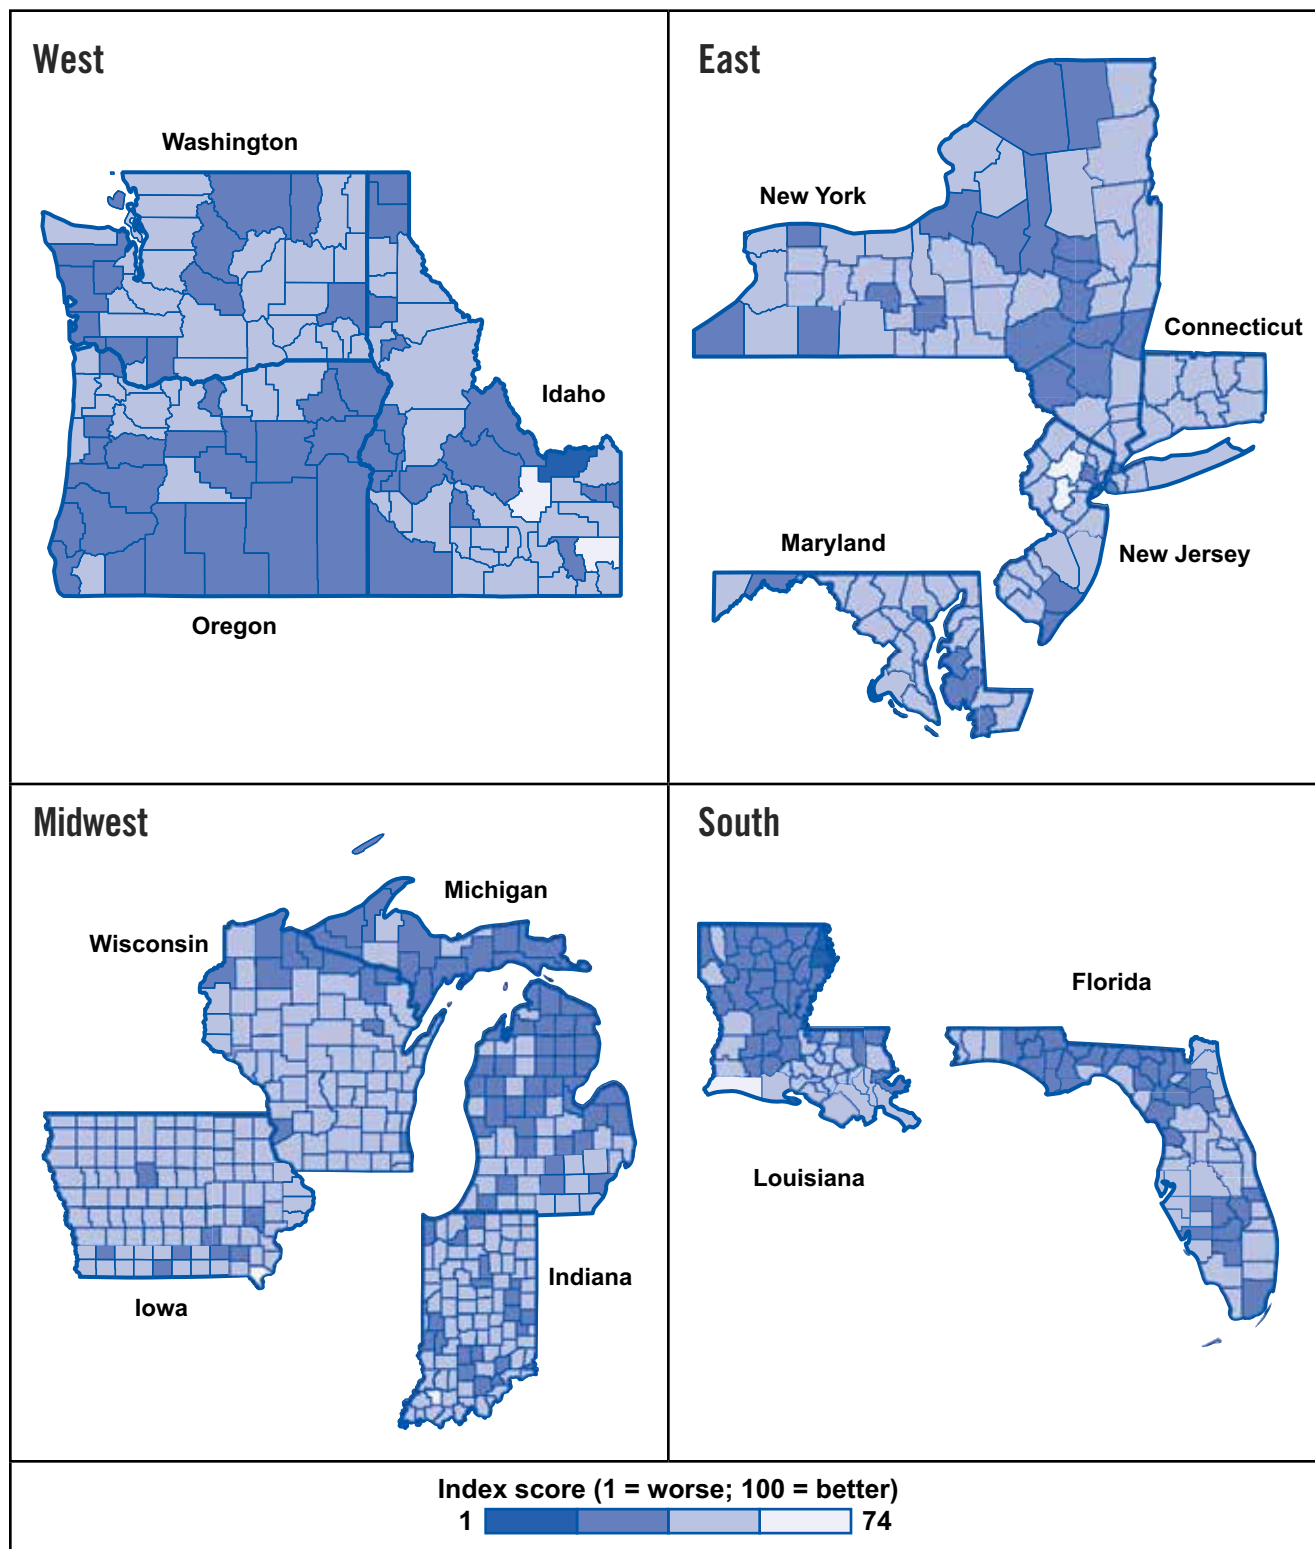 West
Washington
Idaho
Oregon
East
New York
Connecticut
Maryland
New Jersey
Midwest
Michigan
Wisconsin
Indiana
Iowa
South
Florida
Louisiana
Index score (1 = worse; 100 = better)
1 74